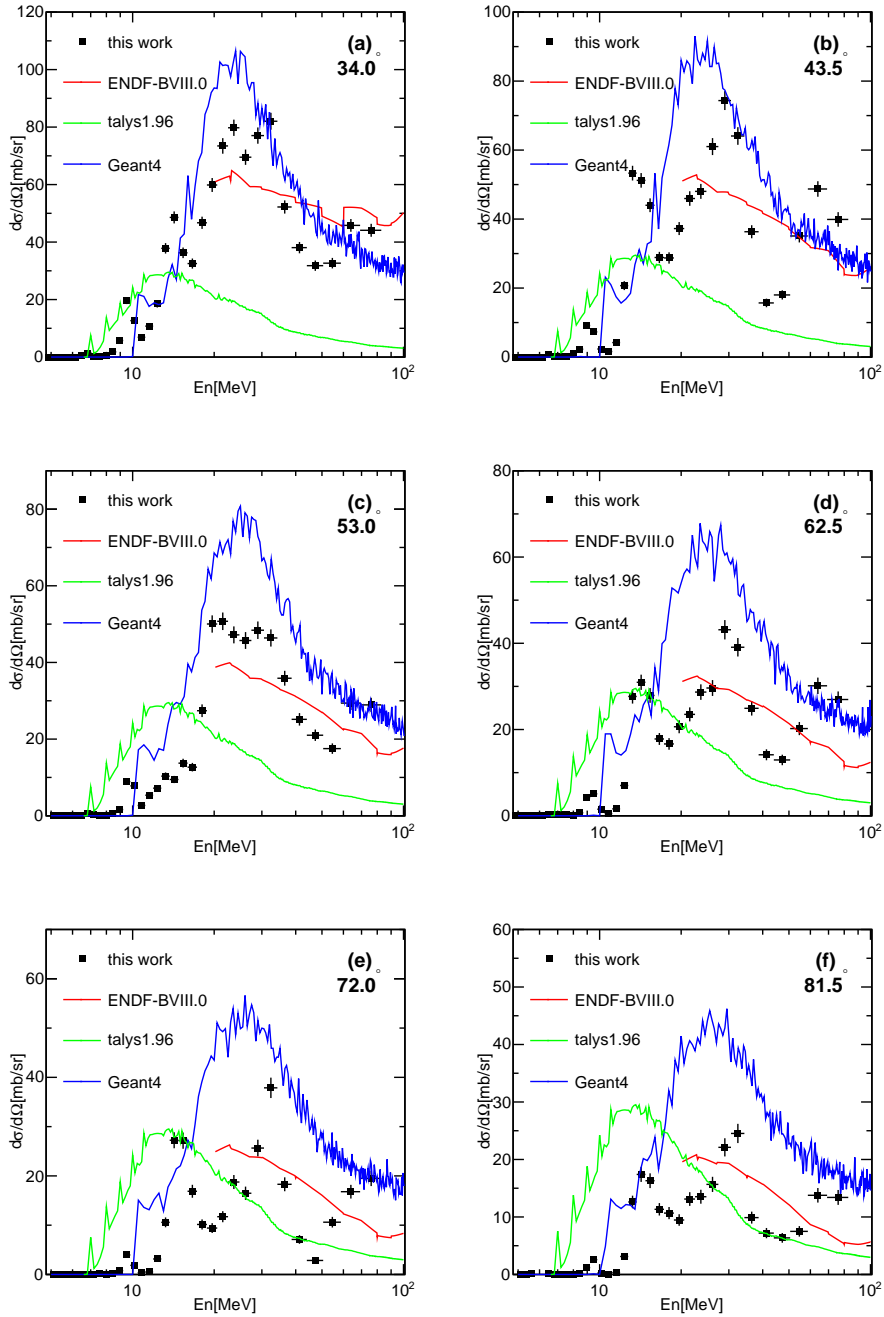 this work
ENDF-BVIII.0
talys1.96
Geant4
(a)
34.0°
dσ/dΩ[mb/sr]
120
100
80
60
40
20
0
10
10²
En[MeV]
this work
ENDF-BVIII.0
talys1.96
Geant4
(b)
43.5°
dσ/dΩ[mb/sr]
100
80
60
40
20
0
10
10²
En[MeV]
this work
ENDF-BVIII.0
talys1.96
Geant4
(c)
53.0°
dσ/dΩ[mb/sr]
80
60
40
20
0
10
10²
En[MeV]
this work
ENDF-BVIII.0
talys1.96
Geant4
(d)
62.5°
dσ/dΩ[mb/sr]
80
60
40
20
0
10
10²
En[MeV]
this work
ENDF-BVIII.0
talys1.96
Geant4
(e)
72.0°
dσ/dΩ[mb/sr]
60
40
20
0
10
10²
En[MeV]
this work
ENDF-BVIII.0
talys1.96
Geant4
(f)
81.5°
dσ/dΩ[mb/sr]
60
50
40
30
20
10
0
10
10²
En[MeV]